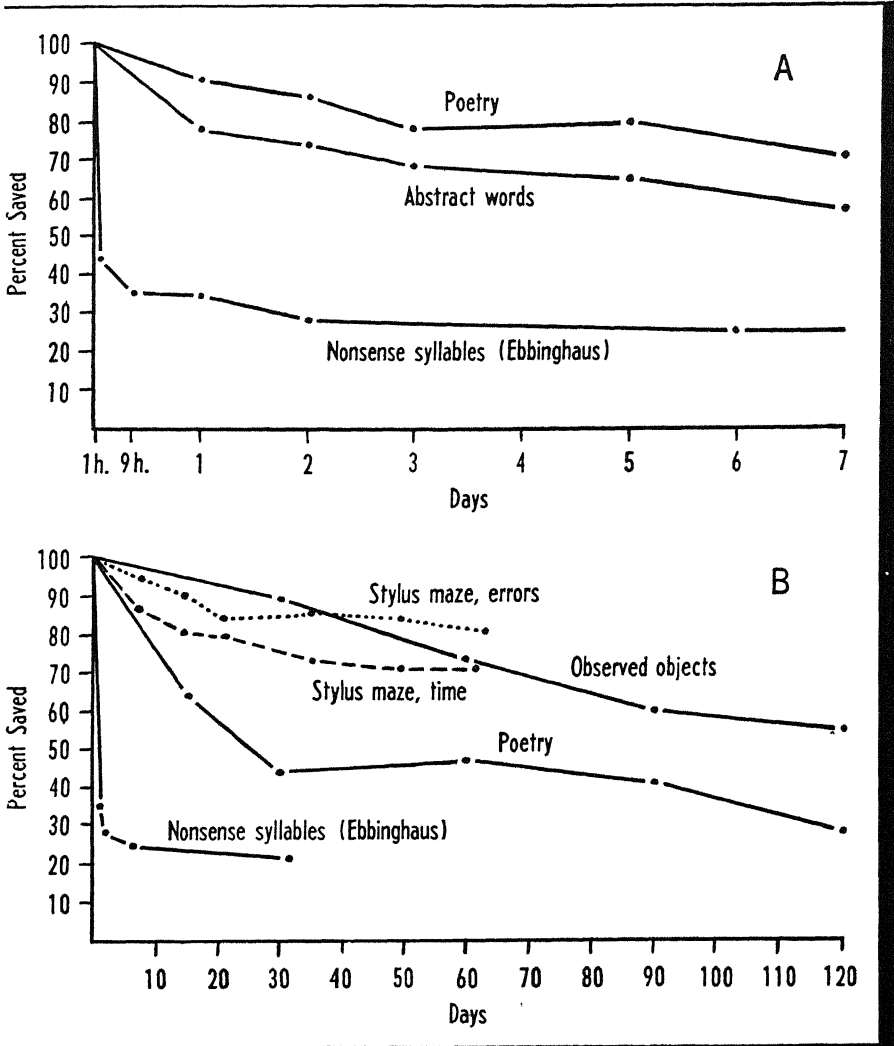 A
100
90
80
70
60
50
40
30
20
10
Percent Saved
Poetry
Abstract words
Nonsense syllables (Ebbinghaus)
1h. 9h. 1 2 3 4 5 6 7
Days
B
100
90
80
70
60
50
40
30
20
10
Percent Saved
Stylus maze, errors
Observed objects
Stylus maze, time
Poetry
Nonsense syllables (Ebbinghaus)
10 20 30 40 50 60 70 80 90 100 110 120
Days